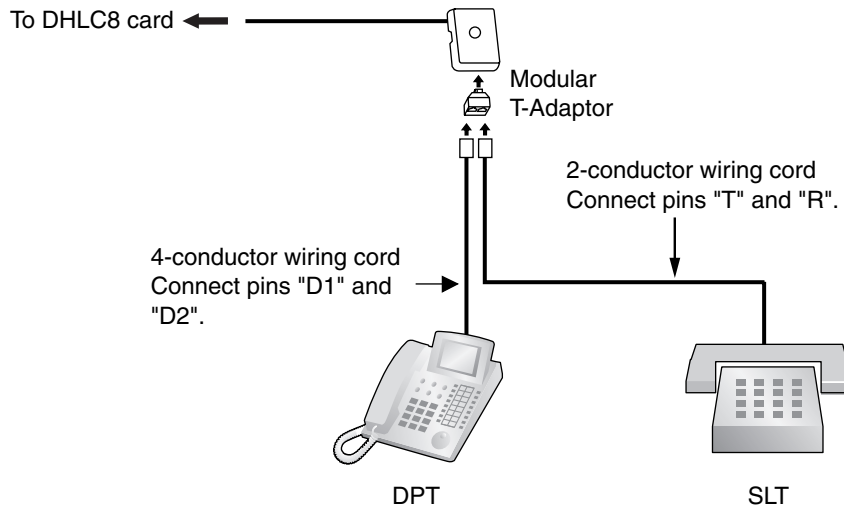 To DHLC8 card
Modular
T-Adaptor
2-conductor wiring cord
Connect pins "T" and "R".
4-conductor wiring cord
Connect pins "D1" and
"D2".
DPT
SLT